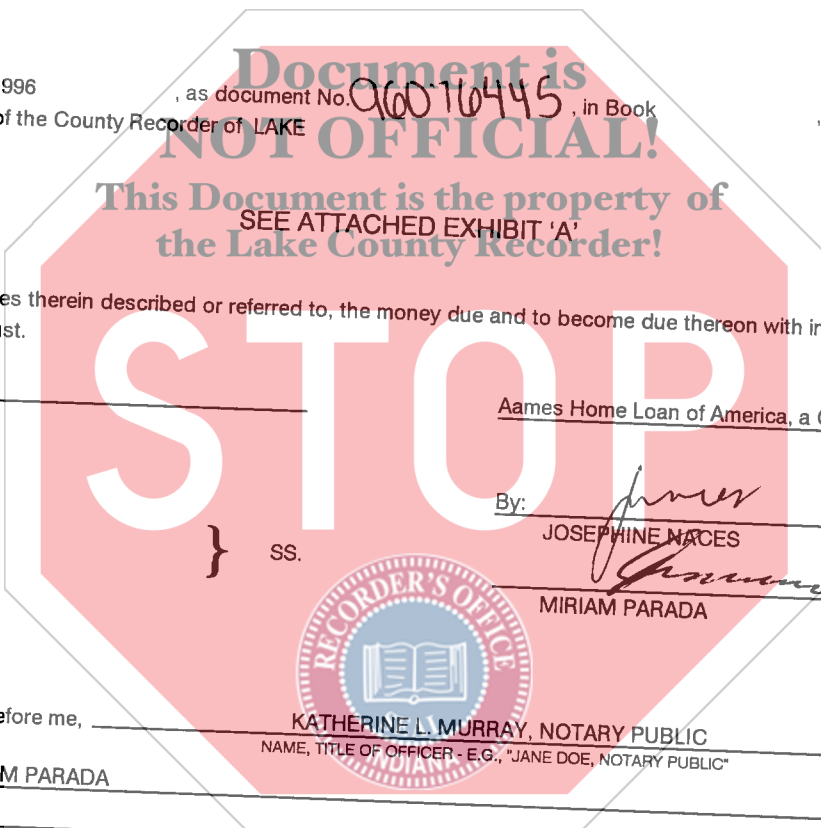 Document is
996 , as document No. 96076445 , in Book ,
of the County Recorder of LAKE
NOT OFFICIAL!
This Document is the property of
SEE ATTACHED EXHIBIT 'A'
the Lake County Recorder!
es therein described or referred to, the money due and to become due thereon with in
ust.
STOP
Aames Home Loan of America, a C
By:
JOSEPHINE NACES
} SS.
MIRIAM PARADA
RECORDER'S OFFICE
efore me, KATHERINE L. MURRAY, NOTARY PUBLIC
NAME, TITLE OF OFFICER - E.G., "JANE DOE, NOTARY PUBLIC"
INDIANA
M PARADA